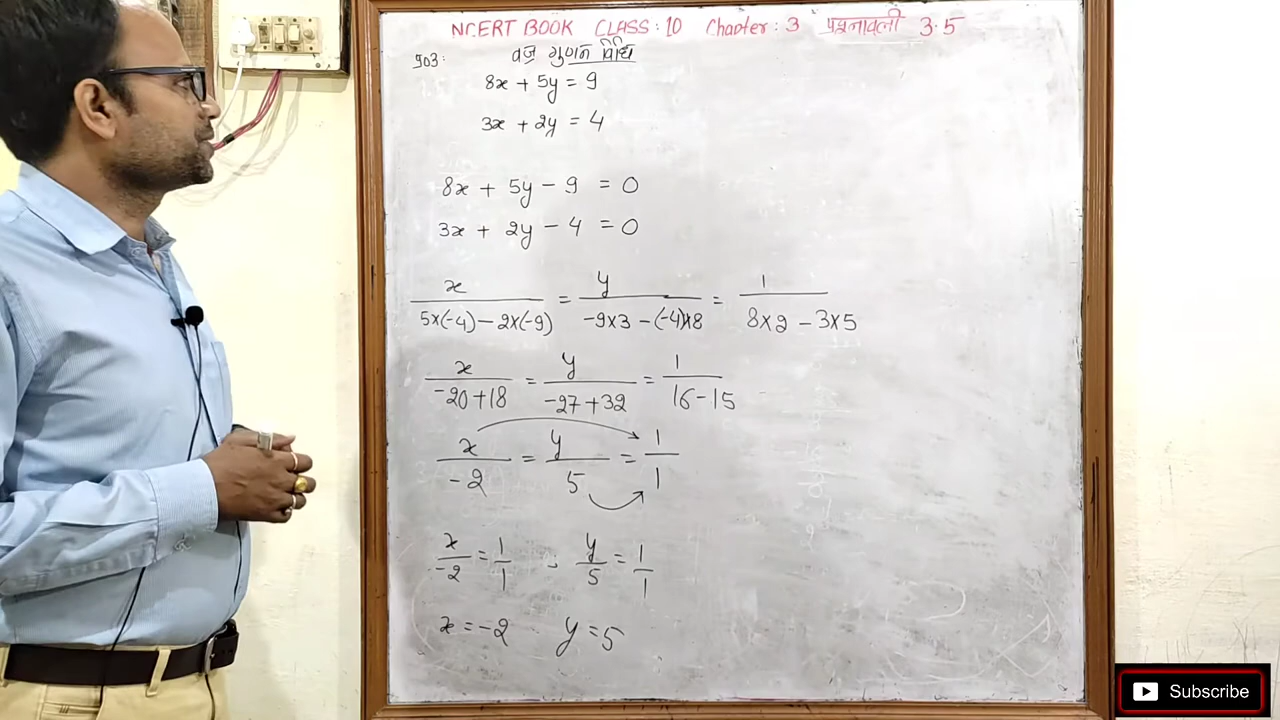 NCERT BOOK CLASS: 10 Chapter: 3 प्रश्नावली 3.5
प्र03: वज्र गुणन विधि
8x + 5y = 9
3x + 2y = 4
8x + 5y - 9 = 0
3x + 2y - 4 = 0
x/(5×(-4) - 2×(-9)) = y/(-9×3 - (-4)×8) = 1/(8×2 - 3×5)
x/(-20+18) = y/(-27+32) = 1/(16-15)
x/-2 = y/5 = 1/1
x/-2 = 1/1 , y/5 = 1/1
x = -2 y = 5
Subscribe